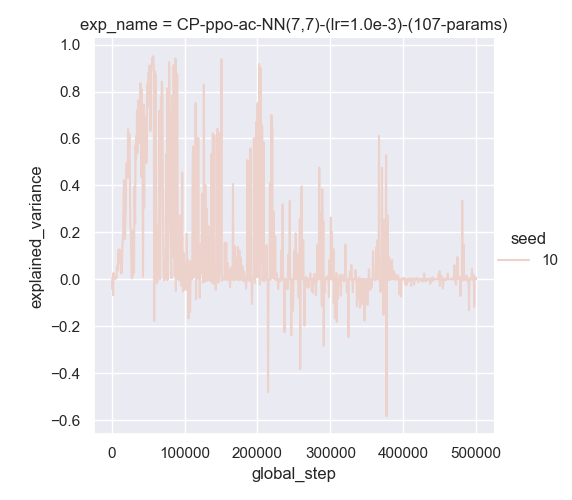 exp_name = CP-ppo-ac-NN(7,7)-(lr=1.0e-3)-(107-params)
1.0
0.8
0.6
0.4
0.2
0.0
−0.2
−0.4
−0.6
explained_variance
0 100000 200000 300000 400000 500000
global_step
seed
10